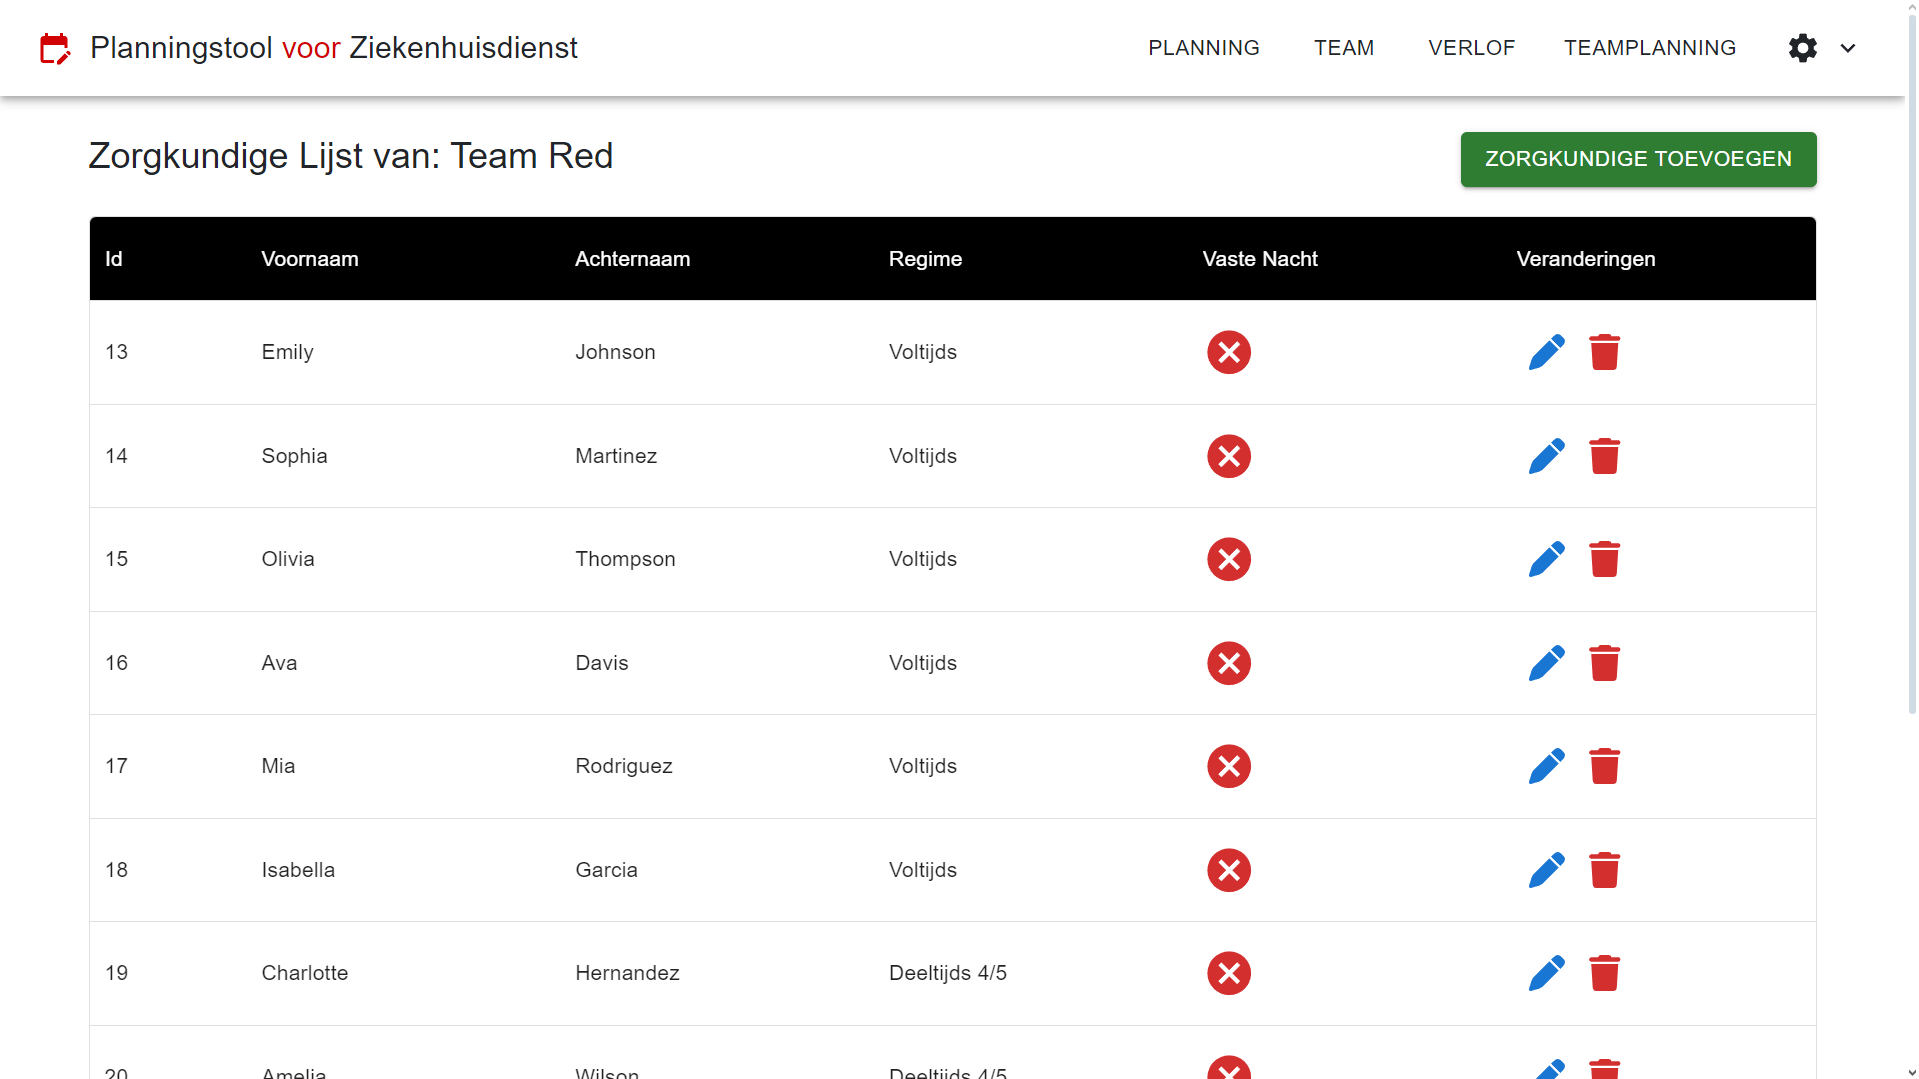 Planningstool voor Ziekenhuisdienst PLANNING TEAM VERLOF TEAMPLANNING
Zorgkundige Lijst van: Team Red ZORGKUNDIGE TOEVOEGEN
Id Voornaam Achternaam Regime Vaste Nacht Veranderingen
13 Emily Johnson Voltijds
14 Sophia Martinez Voltijds
15 Olivia Thompson Voltijds
16 Ava Davis Voltijds
17 Mia Rodriguez Voltijds
18 Isabella Garcia Voltijds
19 Charlotte Hernandez Deeltijds 4/5
20 Amelia Wilson Deeltijds 4/5